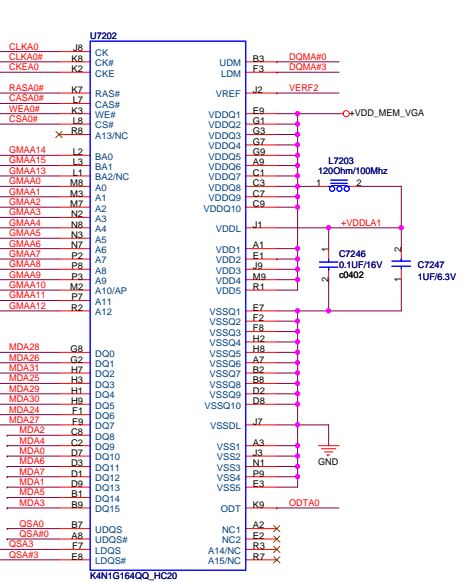 U7202
CLKA0 J8 CK
CLKA0# K8 CK# UDM B3 DQMA#0
CKEA0 K2 CKE LDM F3 DQMA#3
RASA0# K7 RAS# VREF J2 VERF2
CASA0# L7 CAS#
WEA0# K3 WE# VDDQ1 E9 +VDD_MEM_VGA
CSA0# L8 CS# VDDQ2 G1
R8 A13/NC VDDQ3 G3
VDDQ4 G7
GMAA14 L2 BA0 VDDQ5 G9
GMAA15 L3 BA1 VDDQ6 A9
GMAA13 L1 BA2/NC VDDQ7 C1
GMAA0 M8 A0 VDDQ8 C3
GMAA1 M3 A1 VDDQ9 C7
GMAA2 M7 A2 VDDQ10 C9
L7203
120Ohm/100Mhz
1 2
GMAA3 N2 A3
GMAA4 N8 A4 VDDL J1 +VDDLA1
GMAA5 N3 A5
GMAA6 N7 A6 VDD1 A1
GMAA7 P2 A7 VDD2 E1
GMAA8 P8 A8 VDD3 J9
GMAA9 P3 A9 VDD4 M9
GMAA10 M2 A10/AP VDD5 R1
GMAA11 P7 A11
GMAA12 R2 A12
1 2
C7246
0.1UF/16V
c0402
2 1
C7247
1UF/6.3V
VSSQ1 E7
VSSQ2 F2
VSSQ3 F8
VSSQ4 H2
MDA28 G8 DQ0 VSSQ5 H8
MDA26 G2 DQ1 VSSQ6 A7
MDA31 H7 DQ2 VSSQ7 B2
MDA25 H3 DQ3 VSSQ8 B8
MDA29 H1 DQ4 VSSQ9 D2
MDA30 H9 DQ5 VSSQ10 D8
MDA24 F1 DQ6
MDA27 F9 DQ7 VSSDL J7
MDA2 C8 DQ8
MDA4 C2 DQ9 VSS1 A3
MDA0 D7 DQ10 VSS2 J3
MDA6 D3 DQ11 VSS3 N1
MDA7 D1 DQ12 VSS4 P9
MDA1 D9 DQ13 VSS5 E3
MDA5 B1 DQ14
MDA3 B9 DQ15 ODT K9 ODTA0
GND
QSA0 B7 UDQS NC1 A2
QSA#0 A8 UDQS# NC2 E2
QSA3 F7 LDQS A14/NC R3
QSA#3 E8 LDQS# A15/NC R7
K4N1G164QQ_HC20